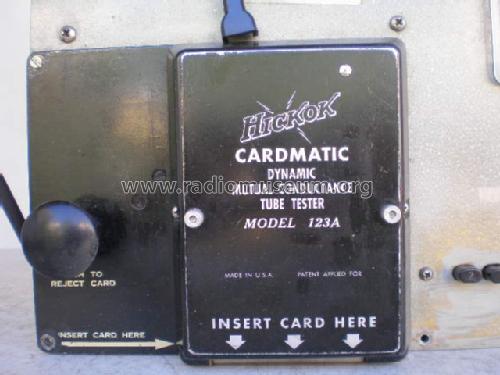 HICKOK
CARDMATIC
DYNAMIC
MUTUAL CONDUCTANCE
TUBE TESTER
MODEL 123A
www.radiomuseum.org
MADE IN U.S.A.
PATENT APPLIED FOR
TO
REJECT CARD
INSERT CARD HERE
INSERT CARD HERE